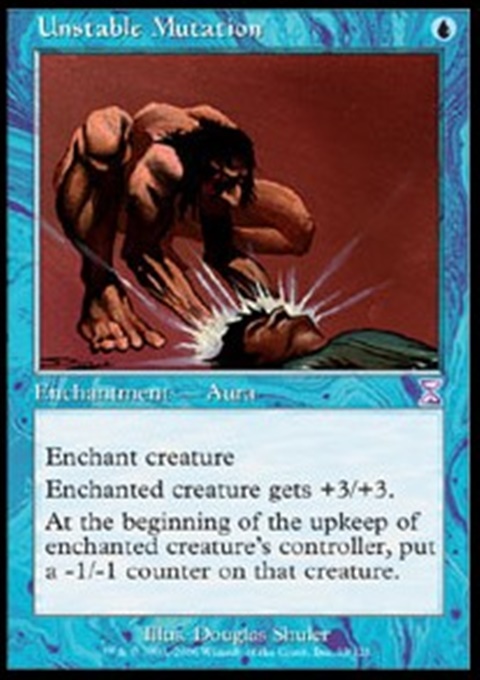 Unstable Mutation
Enchantment — Aura
Enchant creature
Enchanted creature gets +3/+3.
At the beginning of the upkeep of
enchanted creature's controller, put
a -1/-1 counter on that creature.
Illus. Douglas Shuler